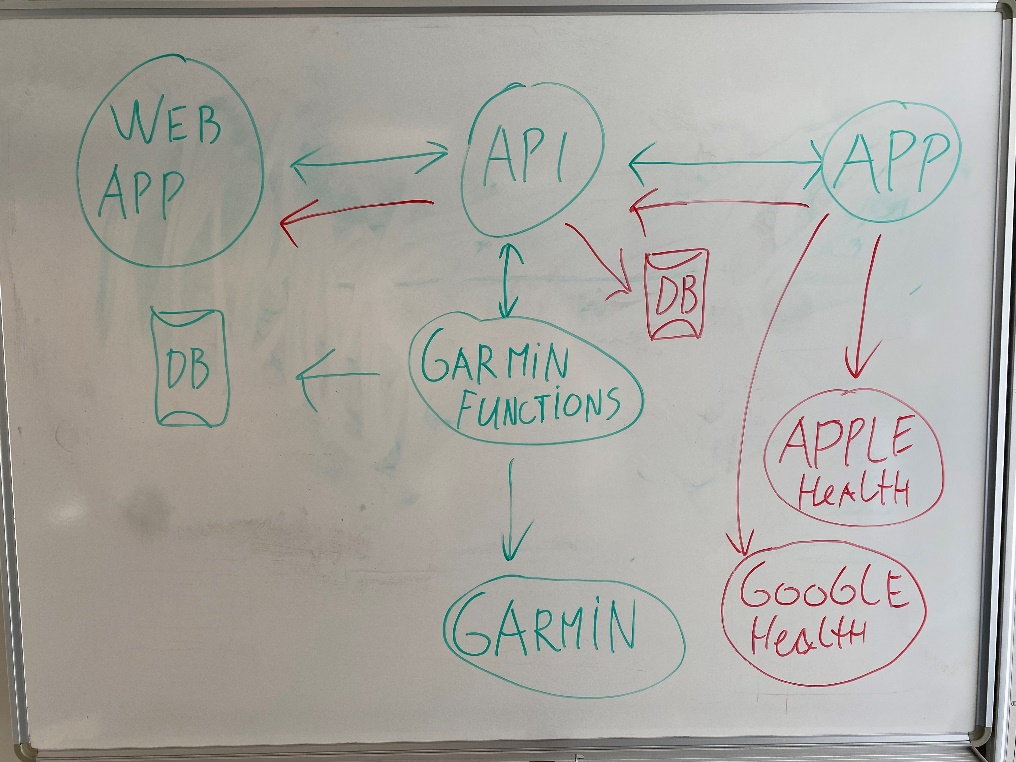 WEB
APP
API
APP
DB
DB
GARMiN
FUNCTiONS
APPLE
HeALtH
GARMiN
GOOGLE
HeaLtH